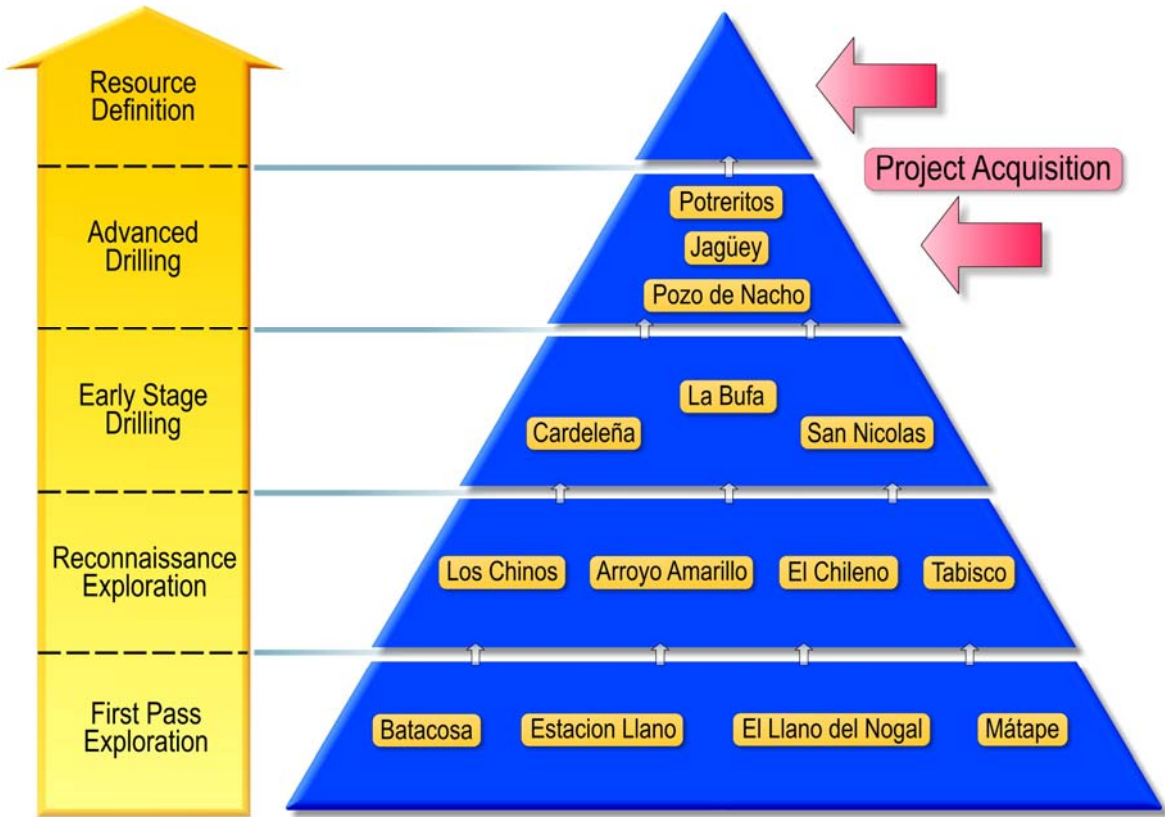 Resource
Definition
Project Acquisition
Advanced
Drilling
Potreritos
Jagüey
Pozo de Nacho
Early Stage
Drilling
La Bufa
Cardeleña
San Nicolas
Reconnaissance
Exploration
Los Chinos
Arroyo Amarillo
El Chileno
Tabisco
First Pass
Exploration
Batacosa
Estacion Llano
El Llano del Nogal
Mátape